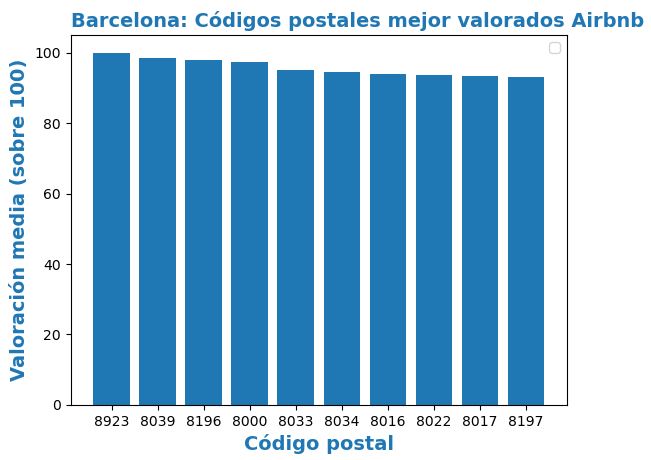 Barcelona: Códigos postales mejor valorados Airbnb
Valoración media (sobre 100)
100
80
60
40
20
0
8923 8039 8196 8000 8033 8034 8016 8022 8017 8197
Código postal